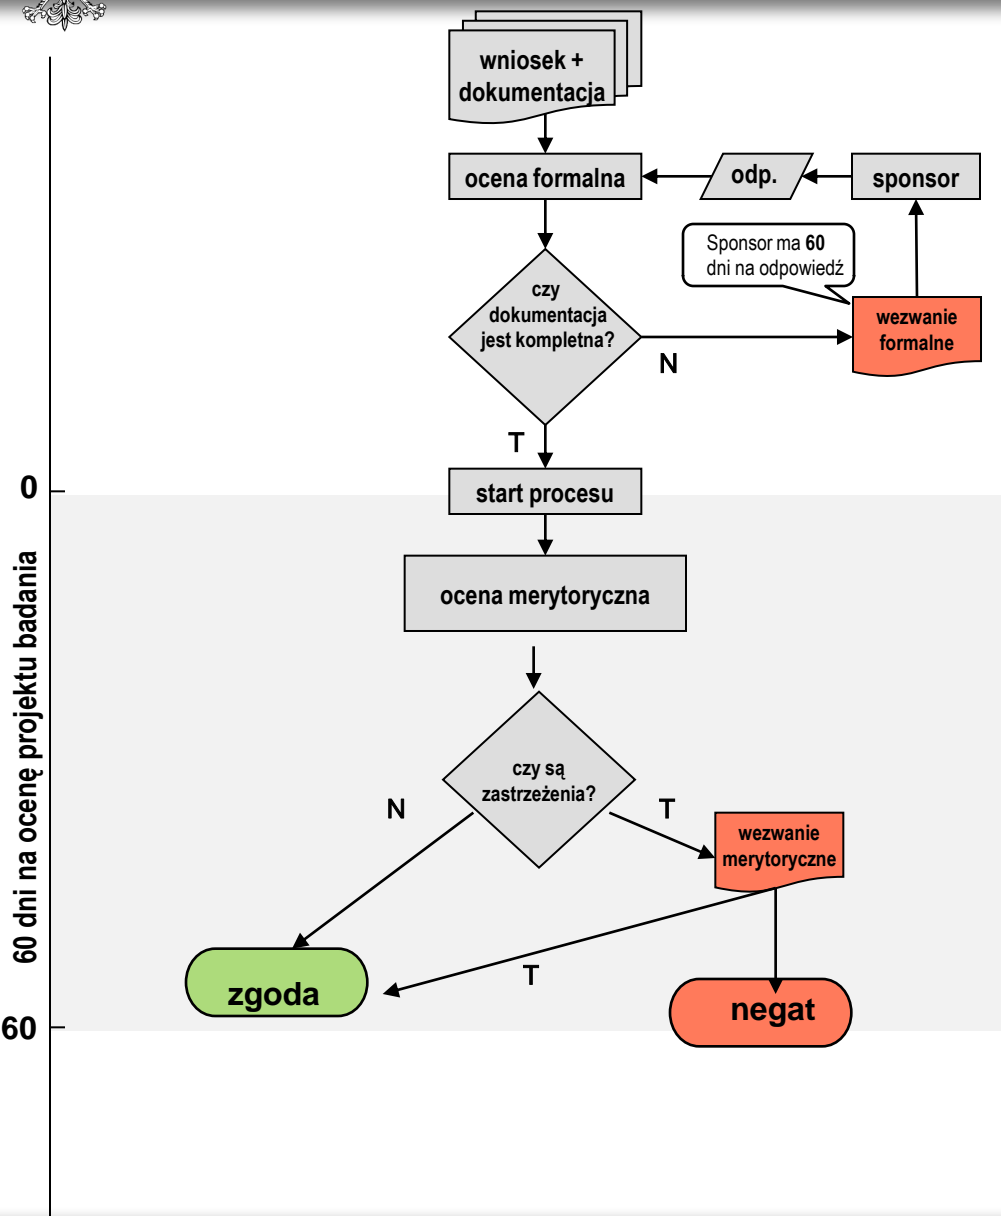 wniosek +
dokumentacja
ocena formalna
odp.
sponsor
Sponsor ma 60
dni na odpowiedź
czy
dokumentacja
jest kompletna?
wezwanie
formalne
N
T
0
start procesu
ocena merytoryczna
60 dni na ocenę projektu badania
czy są
zastrzeżenia?
N
T
wezwanie
merytoryczne
T
zgoda
negat
60